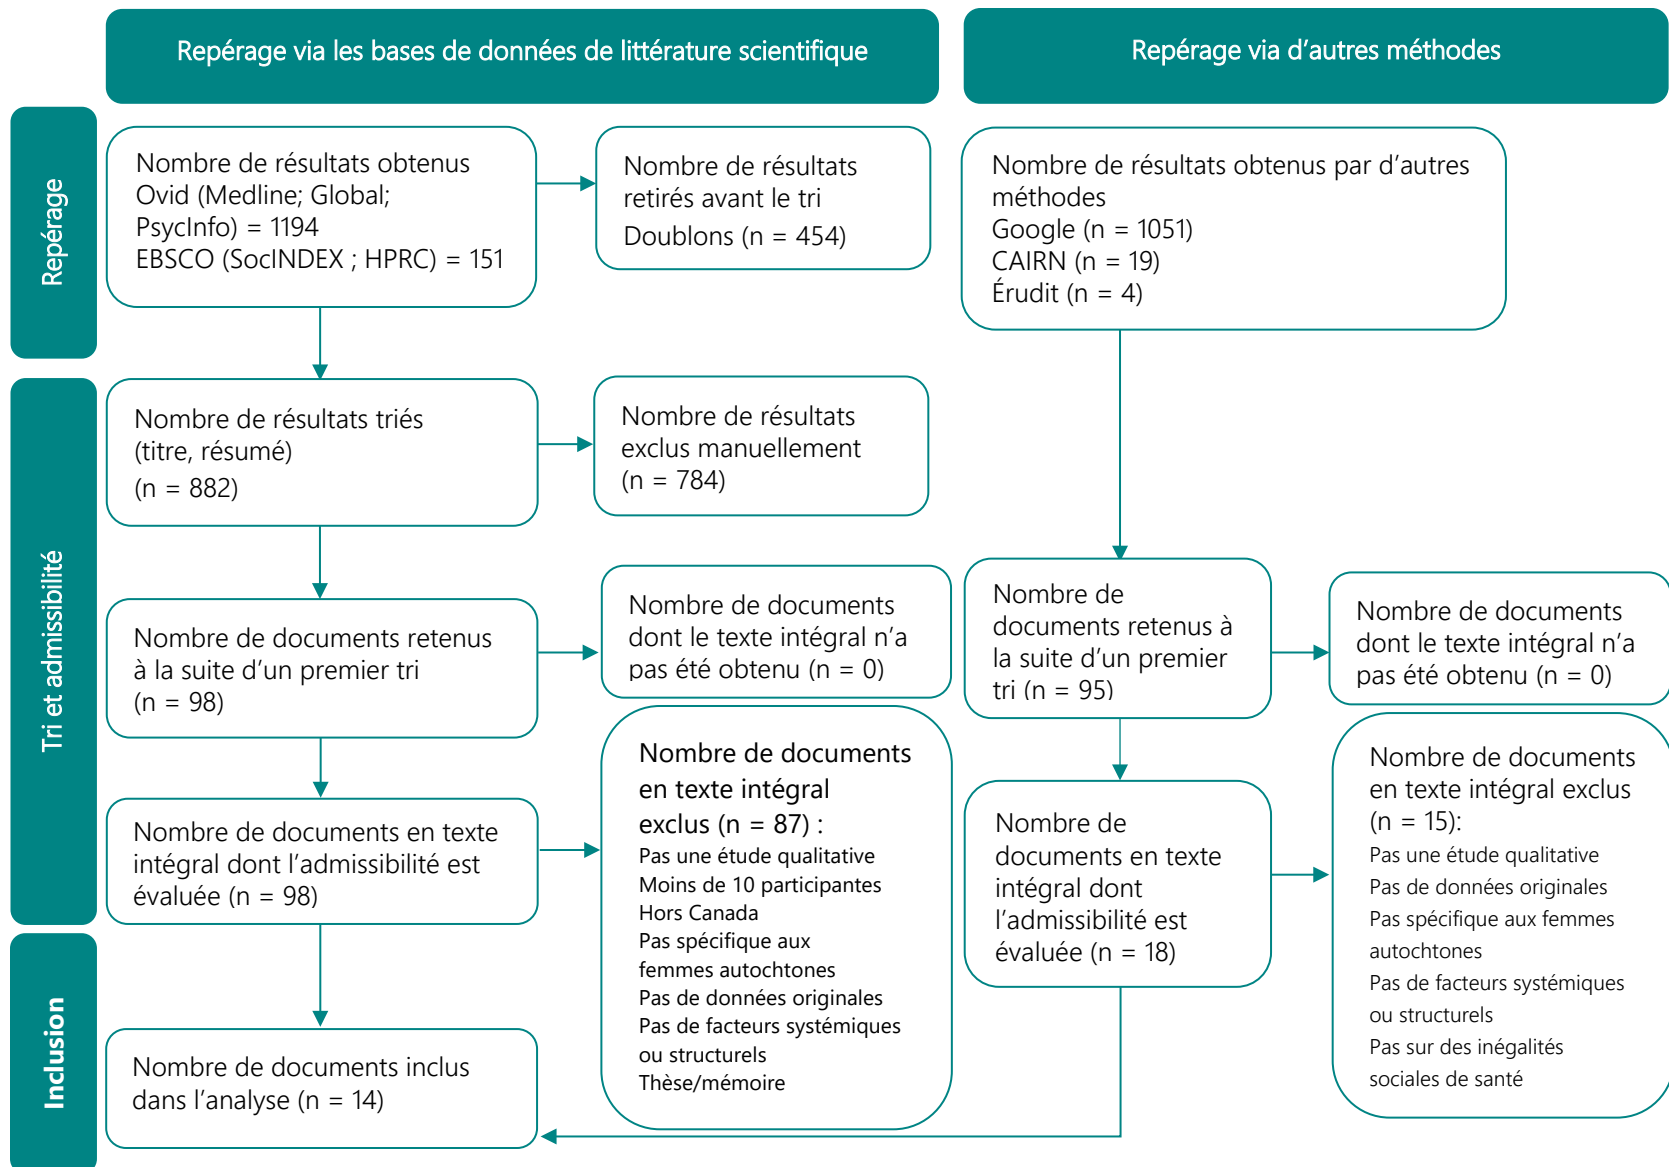 Repérage via les bases de données de littérature scientifique
Repérage via d'autres méthodes
Repérage
Nombre de résultats obtenus
Ovid (Medline; Global;
PsycInfo) = 1194
EBSCO (SocINDEX ; HPRC) = 151
Nombre de résultats
retirés avant le tri
Doublons (n = 454)
Nombre de résultats obtenus par d'autres
méthodes
Google (n = 1051)
CAIRN (n = 19)
Érudit (n = 4)
Tri et admissibilité
Nombre de résultats triés
(titre, résumé)
(n = 882)
Nombre de résultats
exclus manuellement
(n = 784)
Nombre de documents retenus
à la suite d'un premier tri
(n = 98)
Nombre de documents
dont le texte intégral n'a
pas été obtenu (n = 0)
Nombre de
documents retenus à
la suite d'un premier
tri (n = 95)
Nombre de documents
dont le texte intégral n'a
pas été obtenu (n = 0)
Nombre de documents en texte
intégral dont l'admissibilité est
évaluée (n = 98)
Nombre de documents
en texte intégral
exclus (n = 87) :
Pas une étude qualitative
Moins de 10 participantes
Hors Canada
Pas spécifique aux
femmes autochtones
Pas de données originales
Pas de facteurs systémiques
ou structurels
Thèse/mémoire
Nombre de
documents en texte
intégral dont
l'admissibilité est
évaluée (n = 18)
Nombre de documents
en texte intégral exclus
(n = 15):
Pas une étude qualitative
Pas de données originales
Pas spécifique aux femmes
autochtones
Pas de facteurs systémiques
ou structurels
Pas sur des inégalités
sociales de santé
Inclusion
Nombre de documents inclus
dans l'analyse (n = 14)